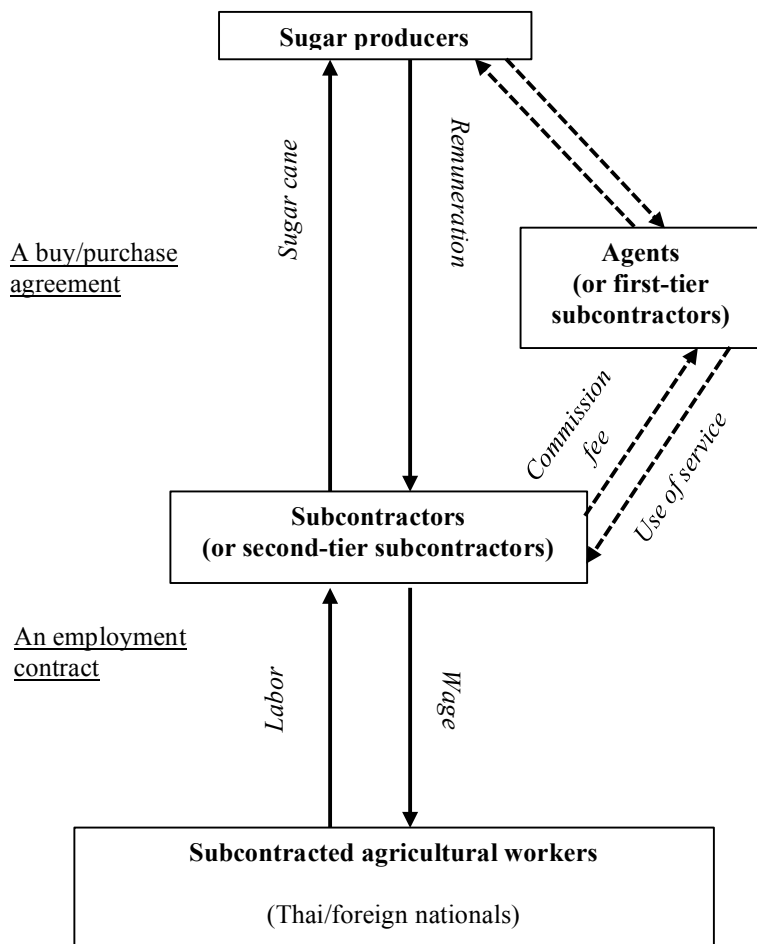 Sugar producers
Sugar cane
Remuneration
A buy/purchase
agreement
Agents
(or first-tier
subcontractors)
Commission
fee
Use of service
Subcontractors
(or second-tier subcontractors)
An employment
contract
Labor
Wage
Subcontracted agricultural workers
(Thai/foreign nationals)